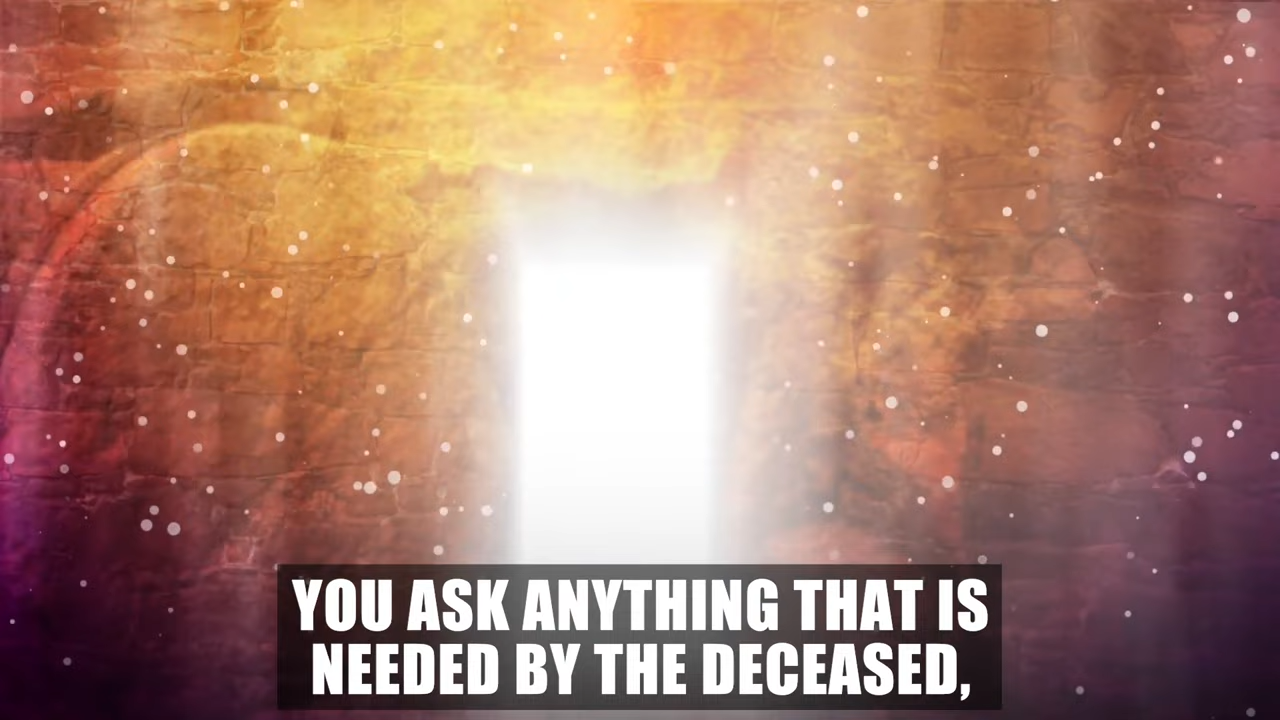 YOU ASK ANYTHING THAT IS
NEEDED BY THE DECEASED,